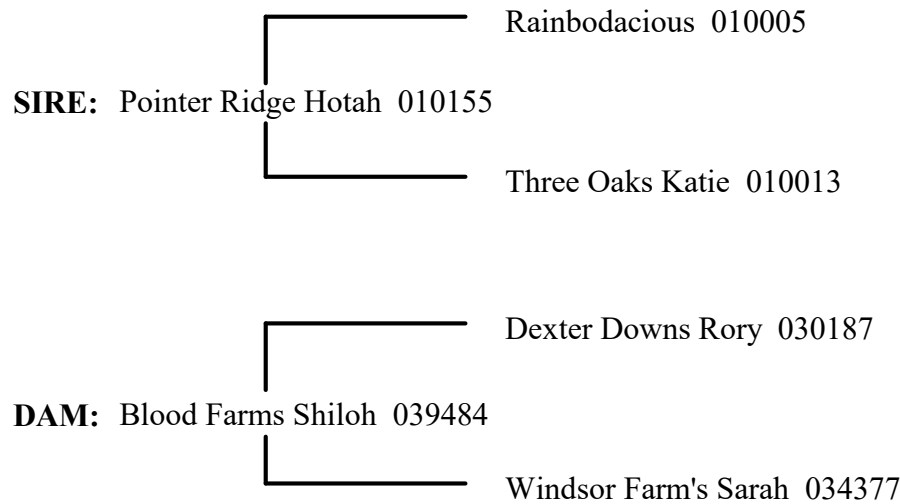 Rainbodacious 010005
SIRE: Pointer Ridge Hotah 010155
Three Oaks Katie 010013
Dexter Downs Rory 030187
DAM: Blood Farms Shiloh 039484
Windsor Farm's Sarah 034377